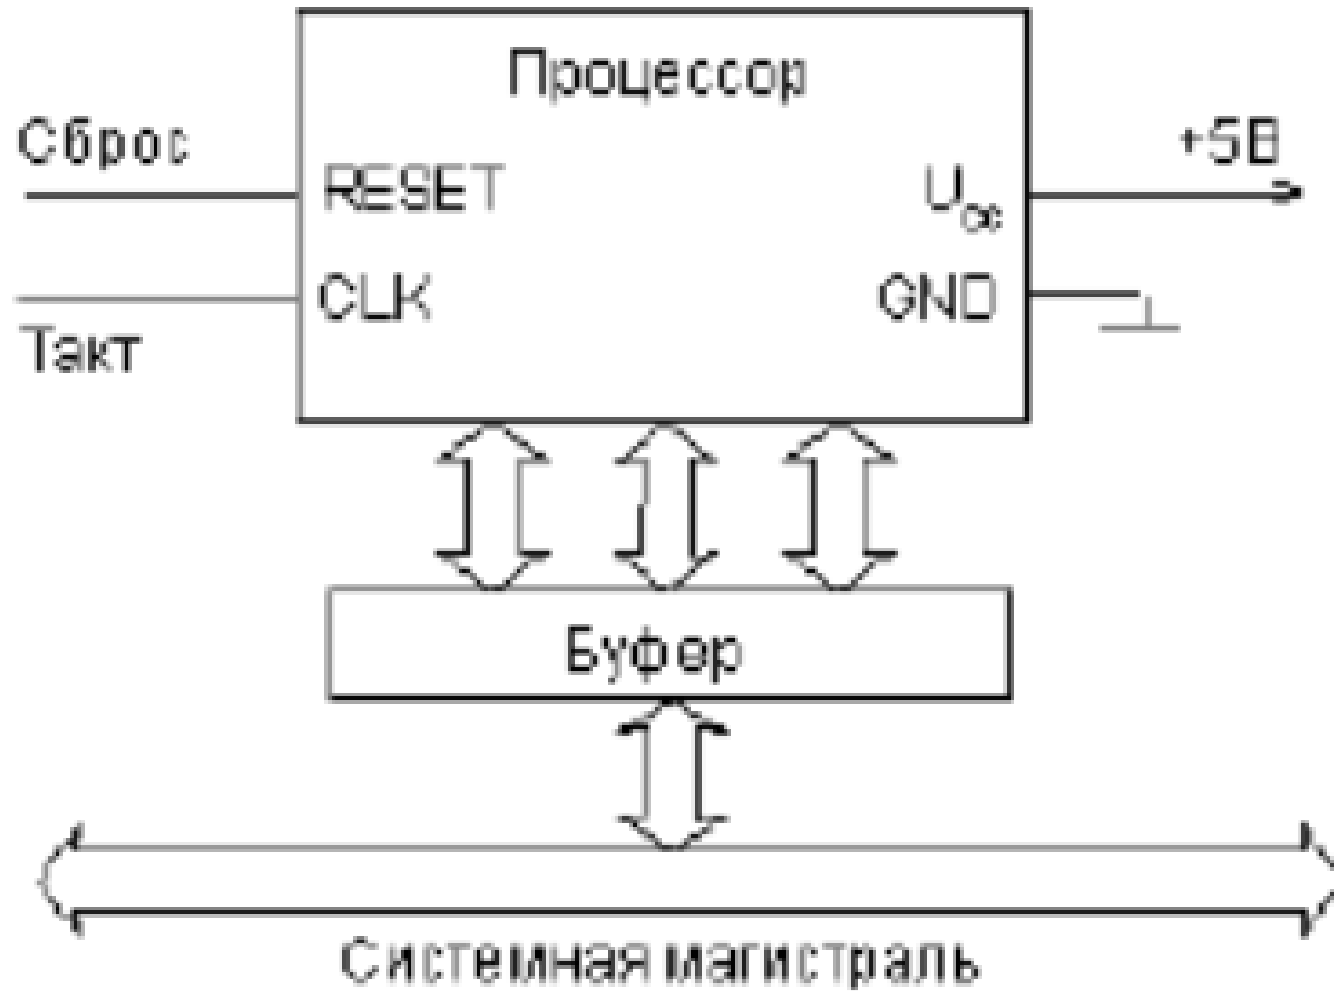 Процессор
Сброс
RESET
Ucc
+5В
CLK
GND
Такт
Буфер
Системная магистраль